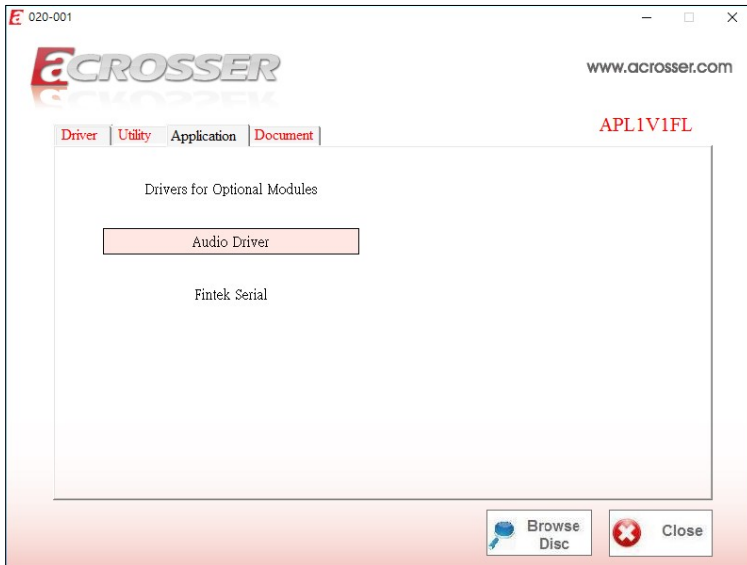 020-001
acrosser
www.acrosser.com
APL1V1FL
Driver Utility Application Document
Drivers for Optional Modules
Audio Driver
Fintek Serial
Browse
Disc
Close